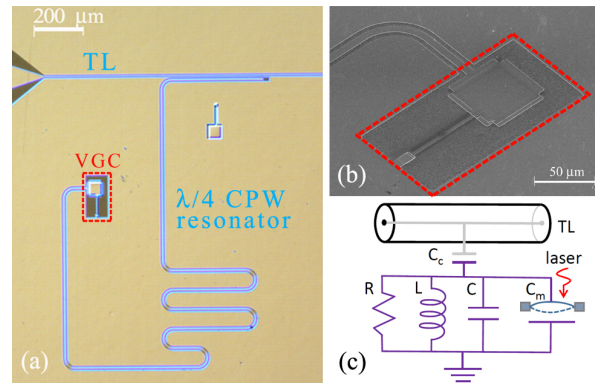 200 μm
TL
VGC
λ/4 CPW
resonator
(a)
(b)
50 μm
TL
C_c
laser
R
L
C
C_m
(c)